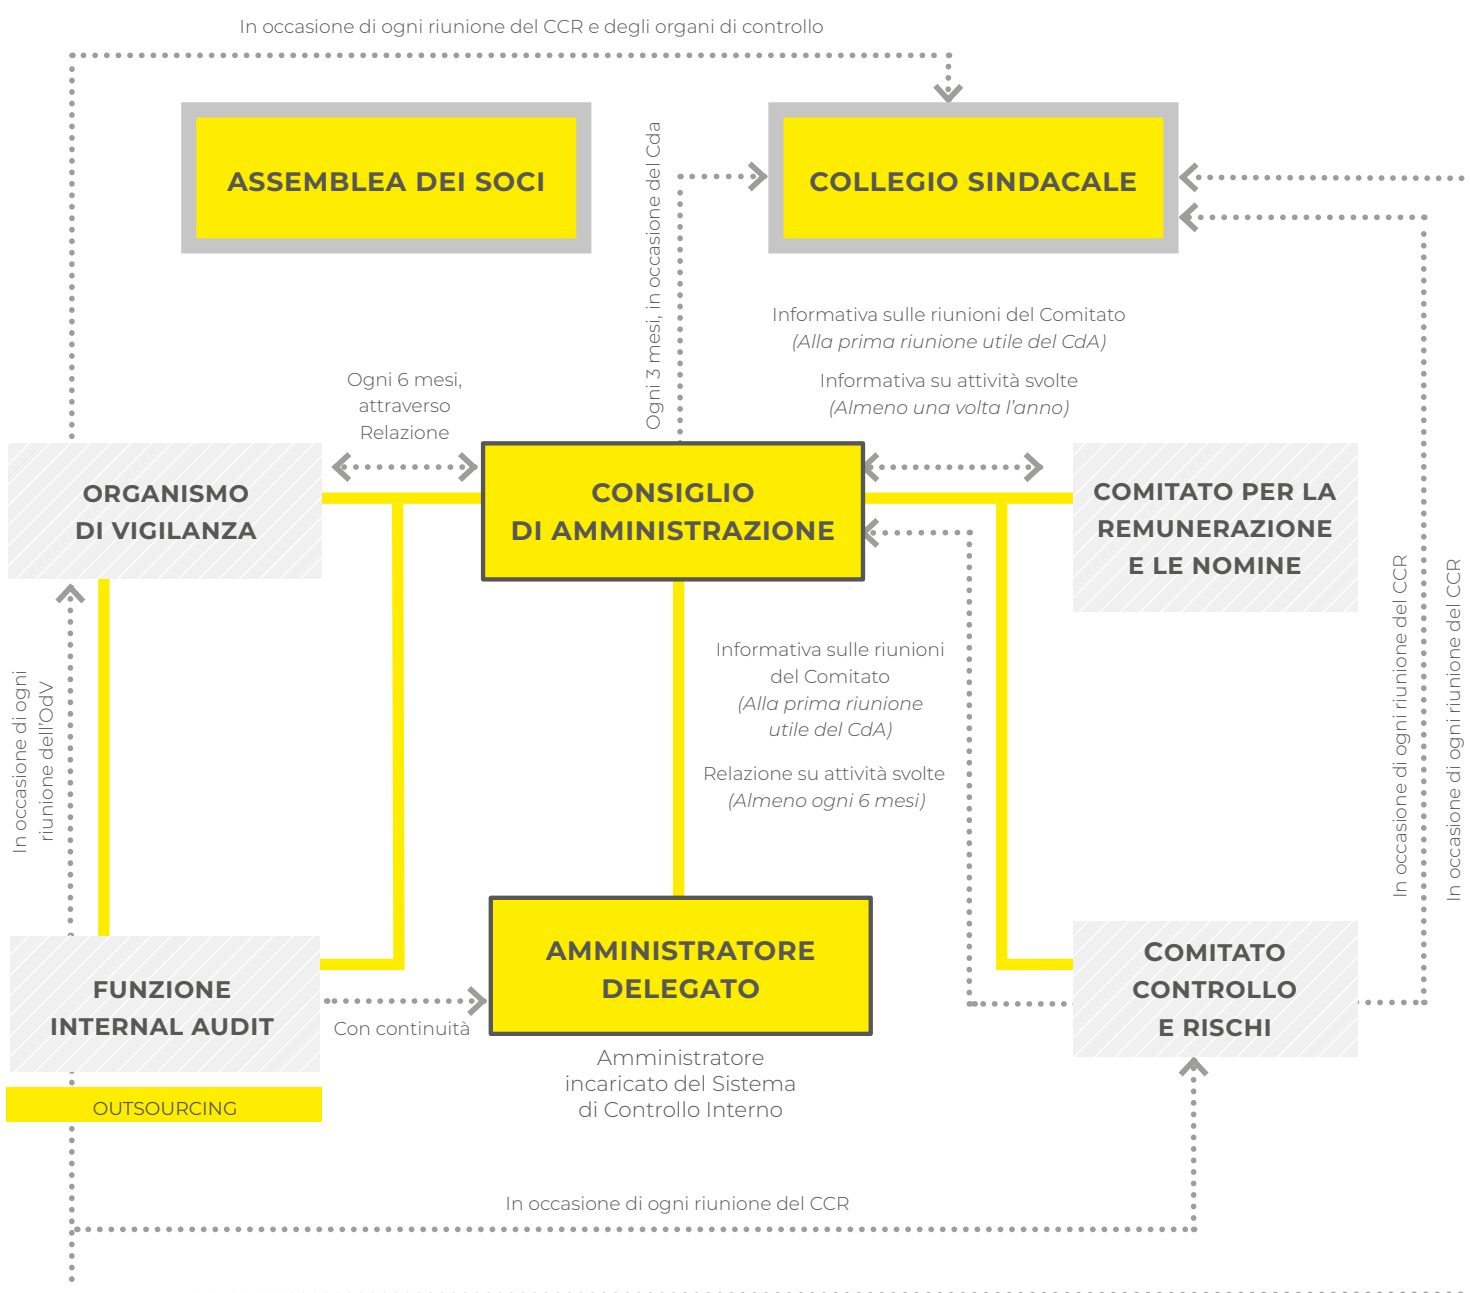 In occasione di ogni riunione del CCR e degli organi di controllo
ASSEMBLEA DEI SOCI
COLLEGIO SINDACALE
Ogni 3 mesi, in occasione del Cda
Informativa sulle riunioni del Comitato
(Alla prima riunione utile del CdA)
Informativa su attività svolte
(Almeno una volta l'anno)
Ogni 6 mesi,
attraverso
Relazione
ORGANISMO
DI VIGILANZA
CONSIGLIO
DI AMMINISTRAZIONE
COMITATO PER LA
REMUNERAZIONE
E LE NOMINE
In occasione di ogni
riunione dell'OdV
Informativa sulle riunioni
del Comitato
(Alla prima riunione
utile del CdA)
Relazione su attività svolte
(Almeno ogni 6 mesi)
In occasione di ogni riunione del CCR
In occasione di ogni riunione del CCR
FUNZIONE
INTERNAL AUDIT
Con continuità
AMMINISTRATORE
DELEGATO
COMITATO
CONTROLLO
E RISCHI
Amministratore
incaricato del Sistema
di Controllo Interno
OUTSOURCING
In occasione di ogni riunione del CCR